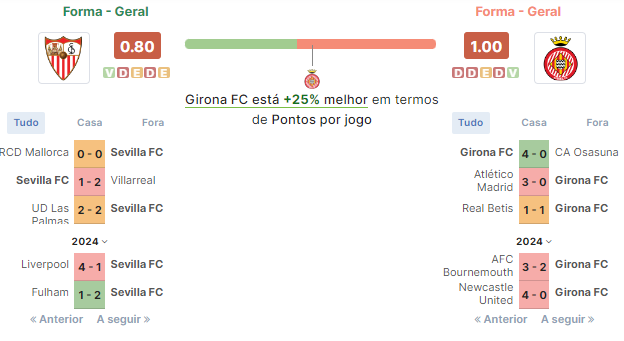 Forma - Geral
0.80
V D E D E
Tudo Casa Fora
RCD Mallorca 0 - 0 Sevilla FC
Sevilla FC 1 - 2 Villarreal
UD Las Palmas 2 - 2 Sevilla FC
2024
Liverpool 4 - 1 Sevilla FC
Fulham 1 - 2 Sevilla FC
« Anterior A seguir »
Girona FC está +25% melhor em termos
de Pontos por jogo
Forma - Geral
1.00
D D E D V
Tudo Casa Fora
Girona FC 4 - 0 CA Osasuna
Atlético
Madrid 3 - 0 Girona FC
Real Betis 1 - 1 Girona FC
2024
AFC
Bournemouth 3 - 2 Girona FC
Newcastle
United 4 - 0 Girona FC
« Anterior A seguir »